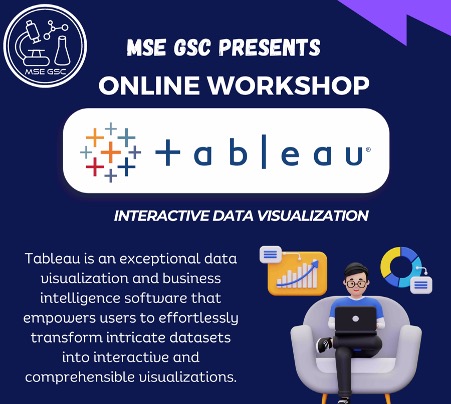 MSE GSC
MSE GSC PRESENTS
ONLINE WORKSHOP
+ a b | e a u®
INTERACTIVE DATA VISUALIZATION
Tableau is an exceptional data
visualization and business
intelligence software that
empowers users to effortlessly
transform intricate datasets
into interactive and
comprehensible visualizations.